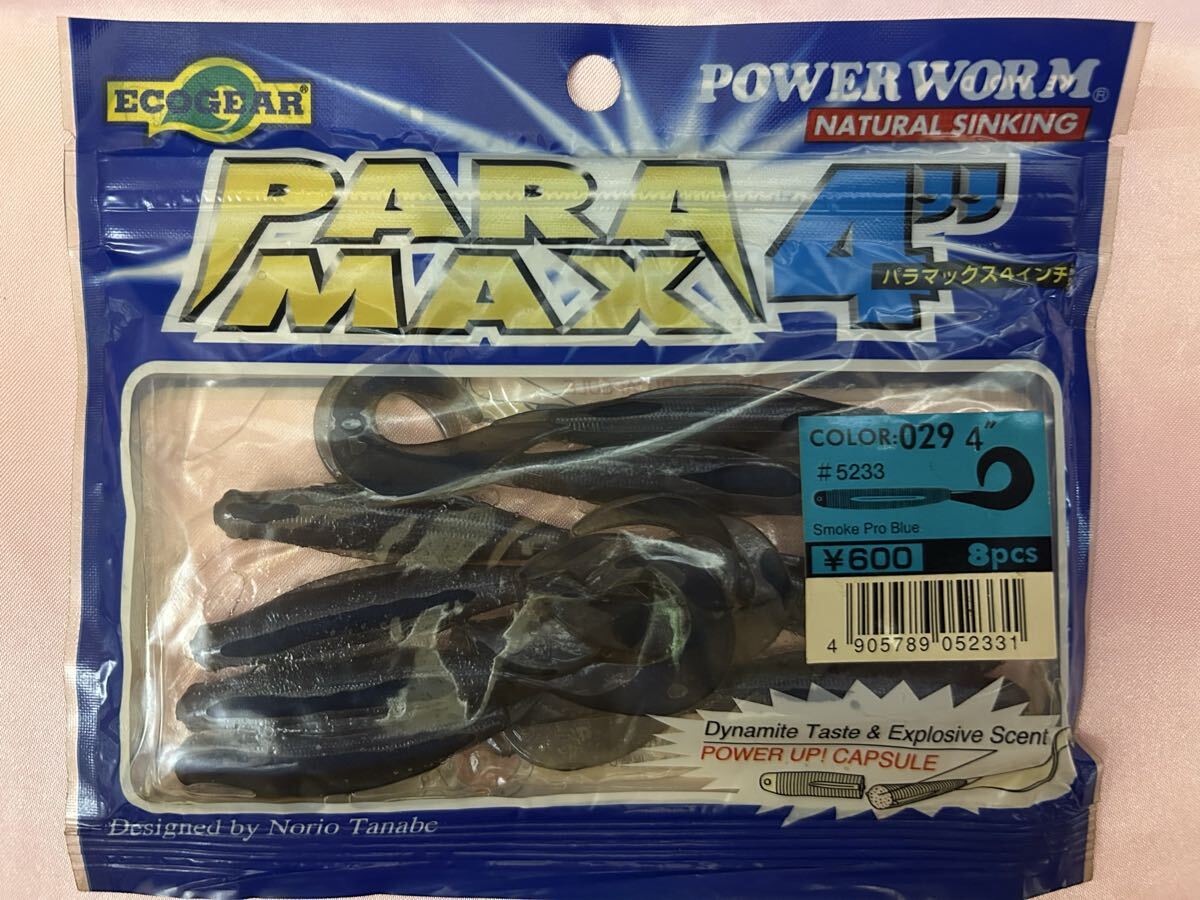 ECOGEAR®
POWER WORM®
NATURAL SINKING
PARA
MAX
4”
パラマックス4インチ
COLOR:029 4”
#5233
Smoke Pro Blue
¥600 8pcs
4 905789 052331
Dynamite Taste & Explosive Scent
POWER UP! CAPSULE
Designed by Norio Tanabe